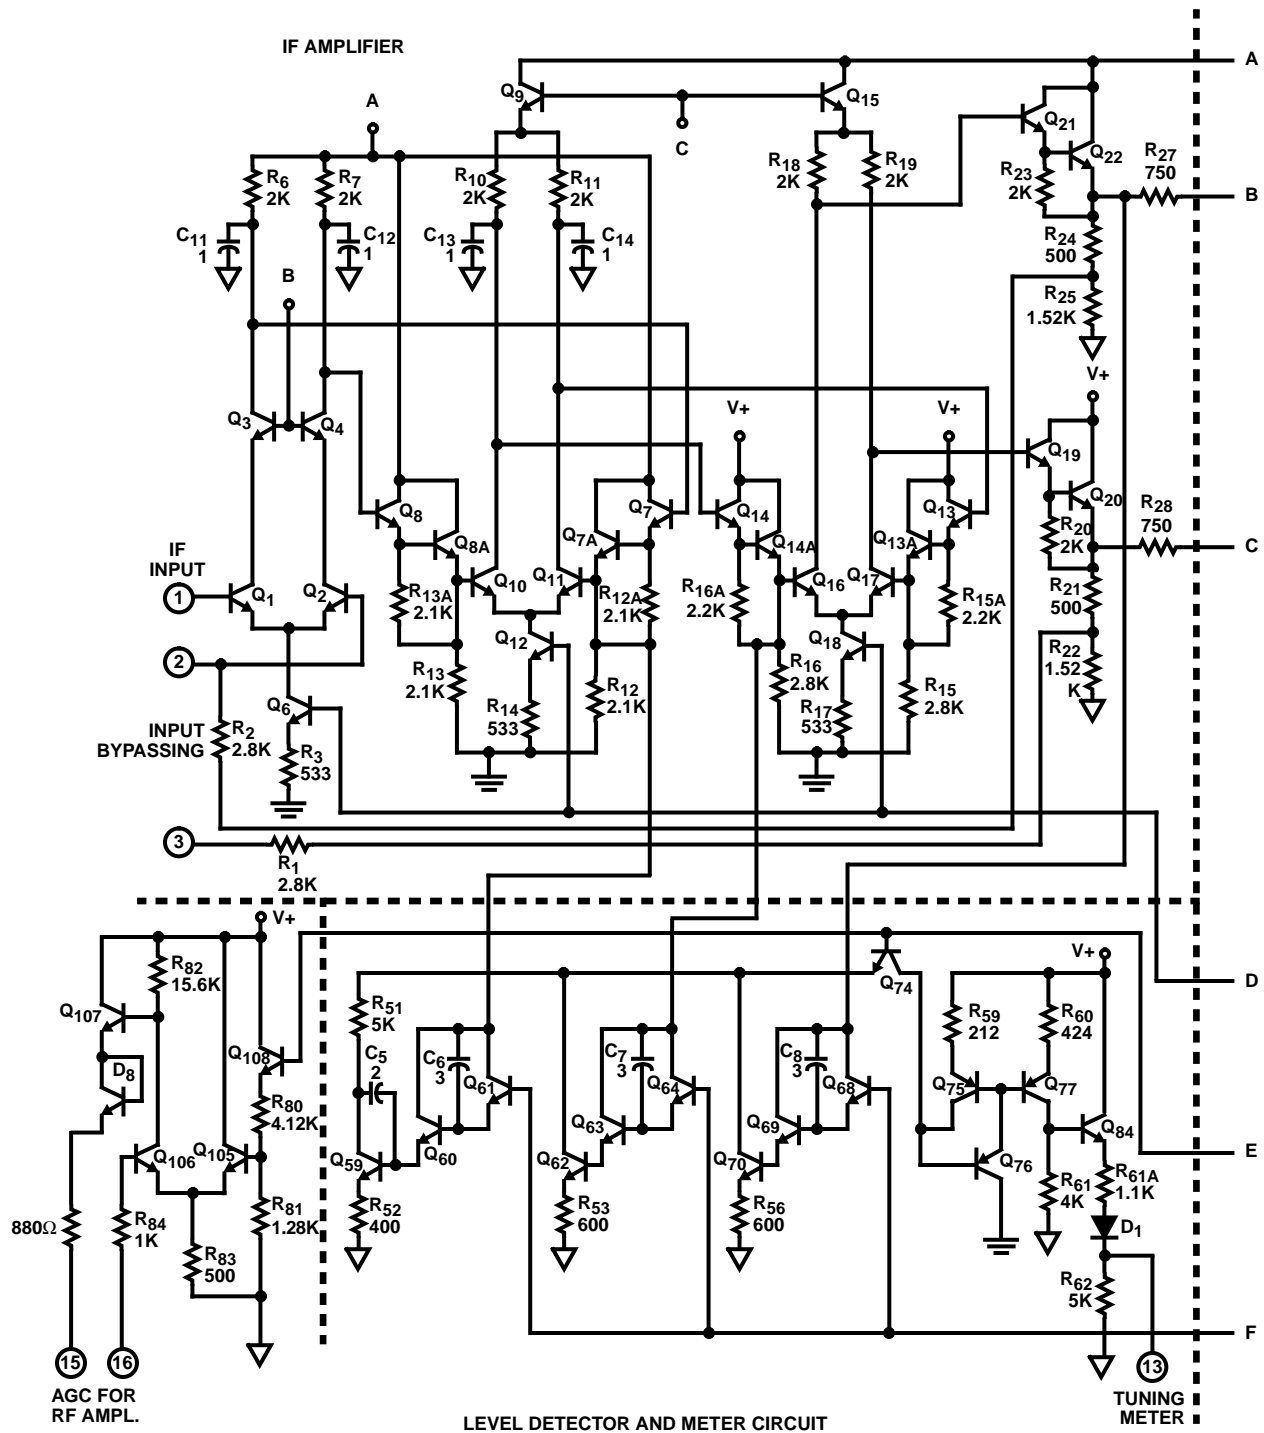 IF AMPLIFIER
A
Q9
Q15
Q21
Q22
R27
750
A
C
R6
2K
R7
2K
R10
2K
R11
2K
R18
2K
R19
2K
R23
2K
B
C11
1
C12
1
C13
1
C14
1
R24
500
B
R25
1.52K
V+
Q3
Q4
V+
V+
Q19
Q20
R28
750
Q8
Q8A
Q7
Q7A
Q14
Q14A
Q13
Q13A
R20
2K
C
IF
INPUT
1
Q1
Q2
R13A
2.1K
Q10
Q11
R12A
2.1K
R16A
2.2K
Q16
Q17
R15A
2.2K
R21
500
2
Q12
Q18
R22
1.52
K
Q6
R13
2.1K
R14
533
R12
2.1K
R16
2.8K
R17
533
R15
2.8K
INPUT
BYPASSING
R2
2.8K
R3
533
3
R1
2.8K
V+
R82
15.6K
Q107
D8
Q108
R51
5K
C5
2
C6
3
Q61
C7
3
Q64
C8
3
Q68
Q74
V+
R59
212
R60
424
D
R80
4.12K
Q75
Q77
Q106
Q105
Q59
Q60
Q62
Q63
Q70
Q69
Q76
Q84
E
880Ω
R84
1K
R81
1.28K
R83
500
R52
400
R53
600
R56
600
R61
4K
R61A
1.1K
D1
R62
5K
F
15
16
13
AGC FOR
RF AMPL.
TUNING
METER
LEVEL DETECTOR AND METER CIRCUIT